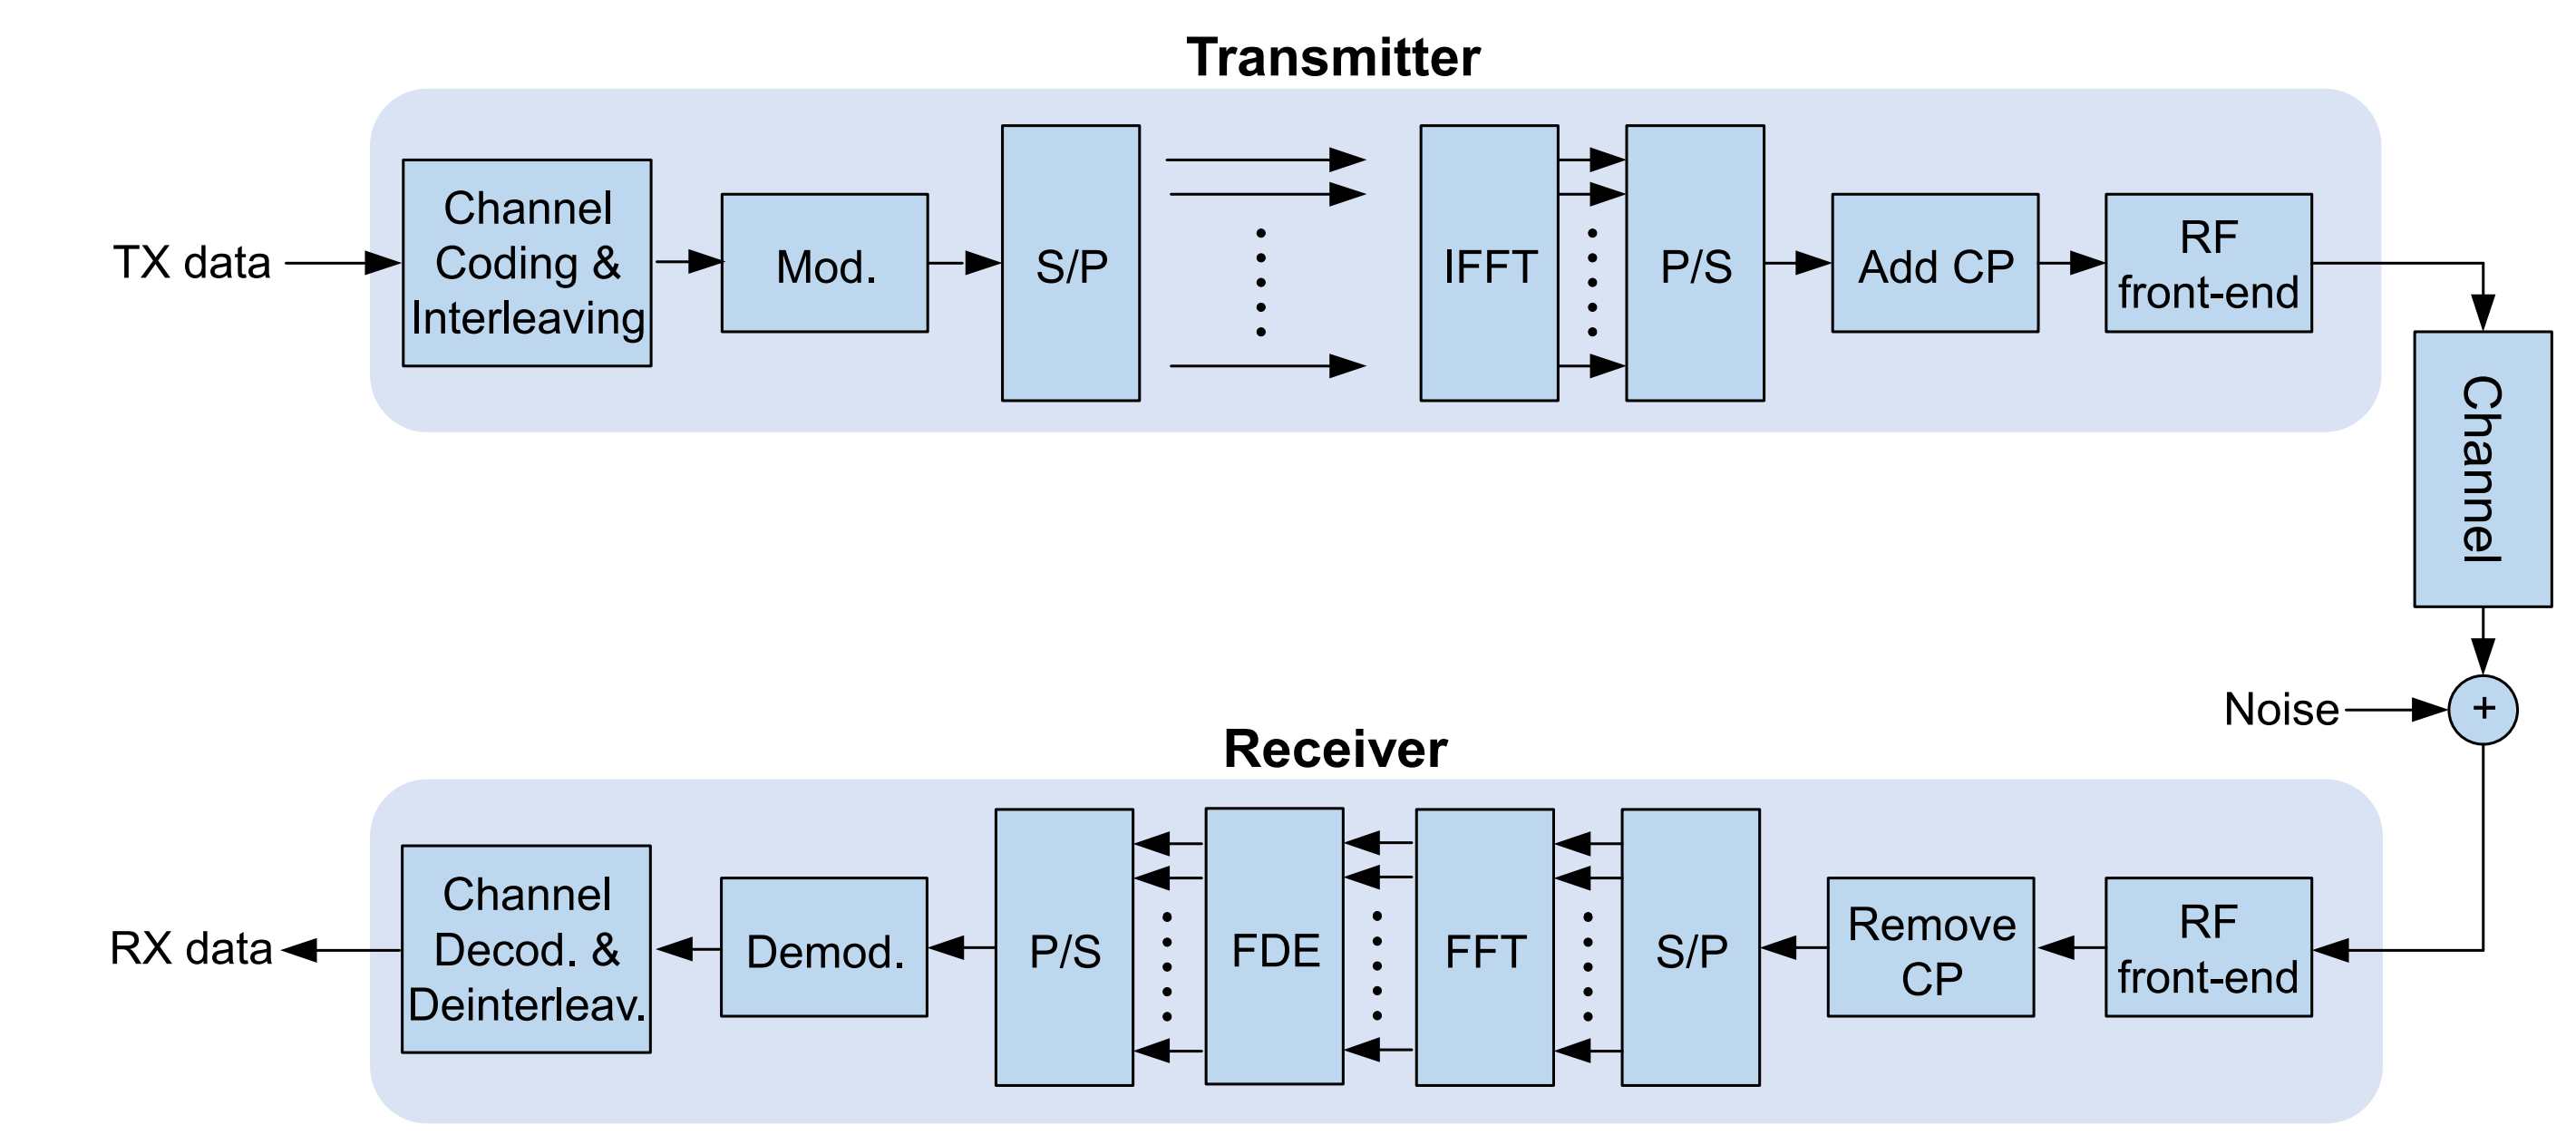 Transmitter
TX data
Channel
Coding &
Interleaving
Mod.
S/P
IFFT
P/S
Add CP
RF
front-end
Channel
Noise
+
Receiver
RX data
Channel
Decod. &
Deinterleav.
Demod.
P/S
FDE
FFT
S/P
Remove
CP
RF
front-end